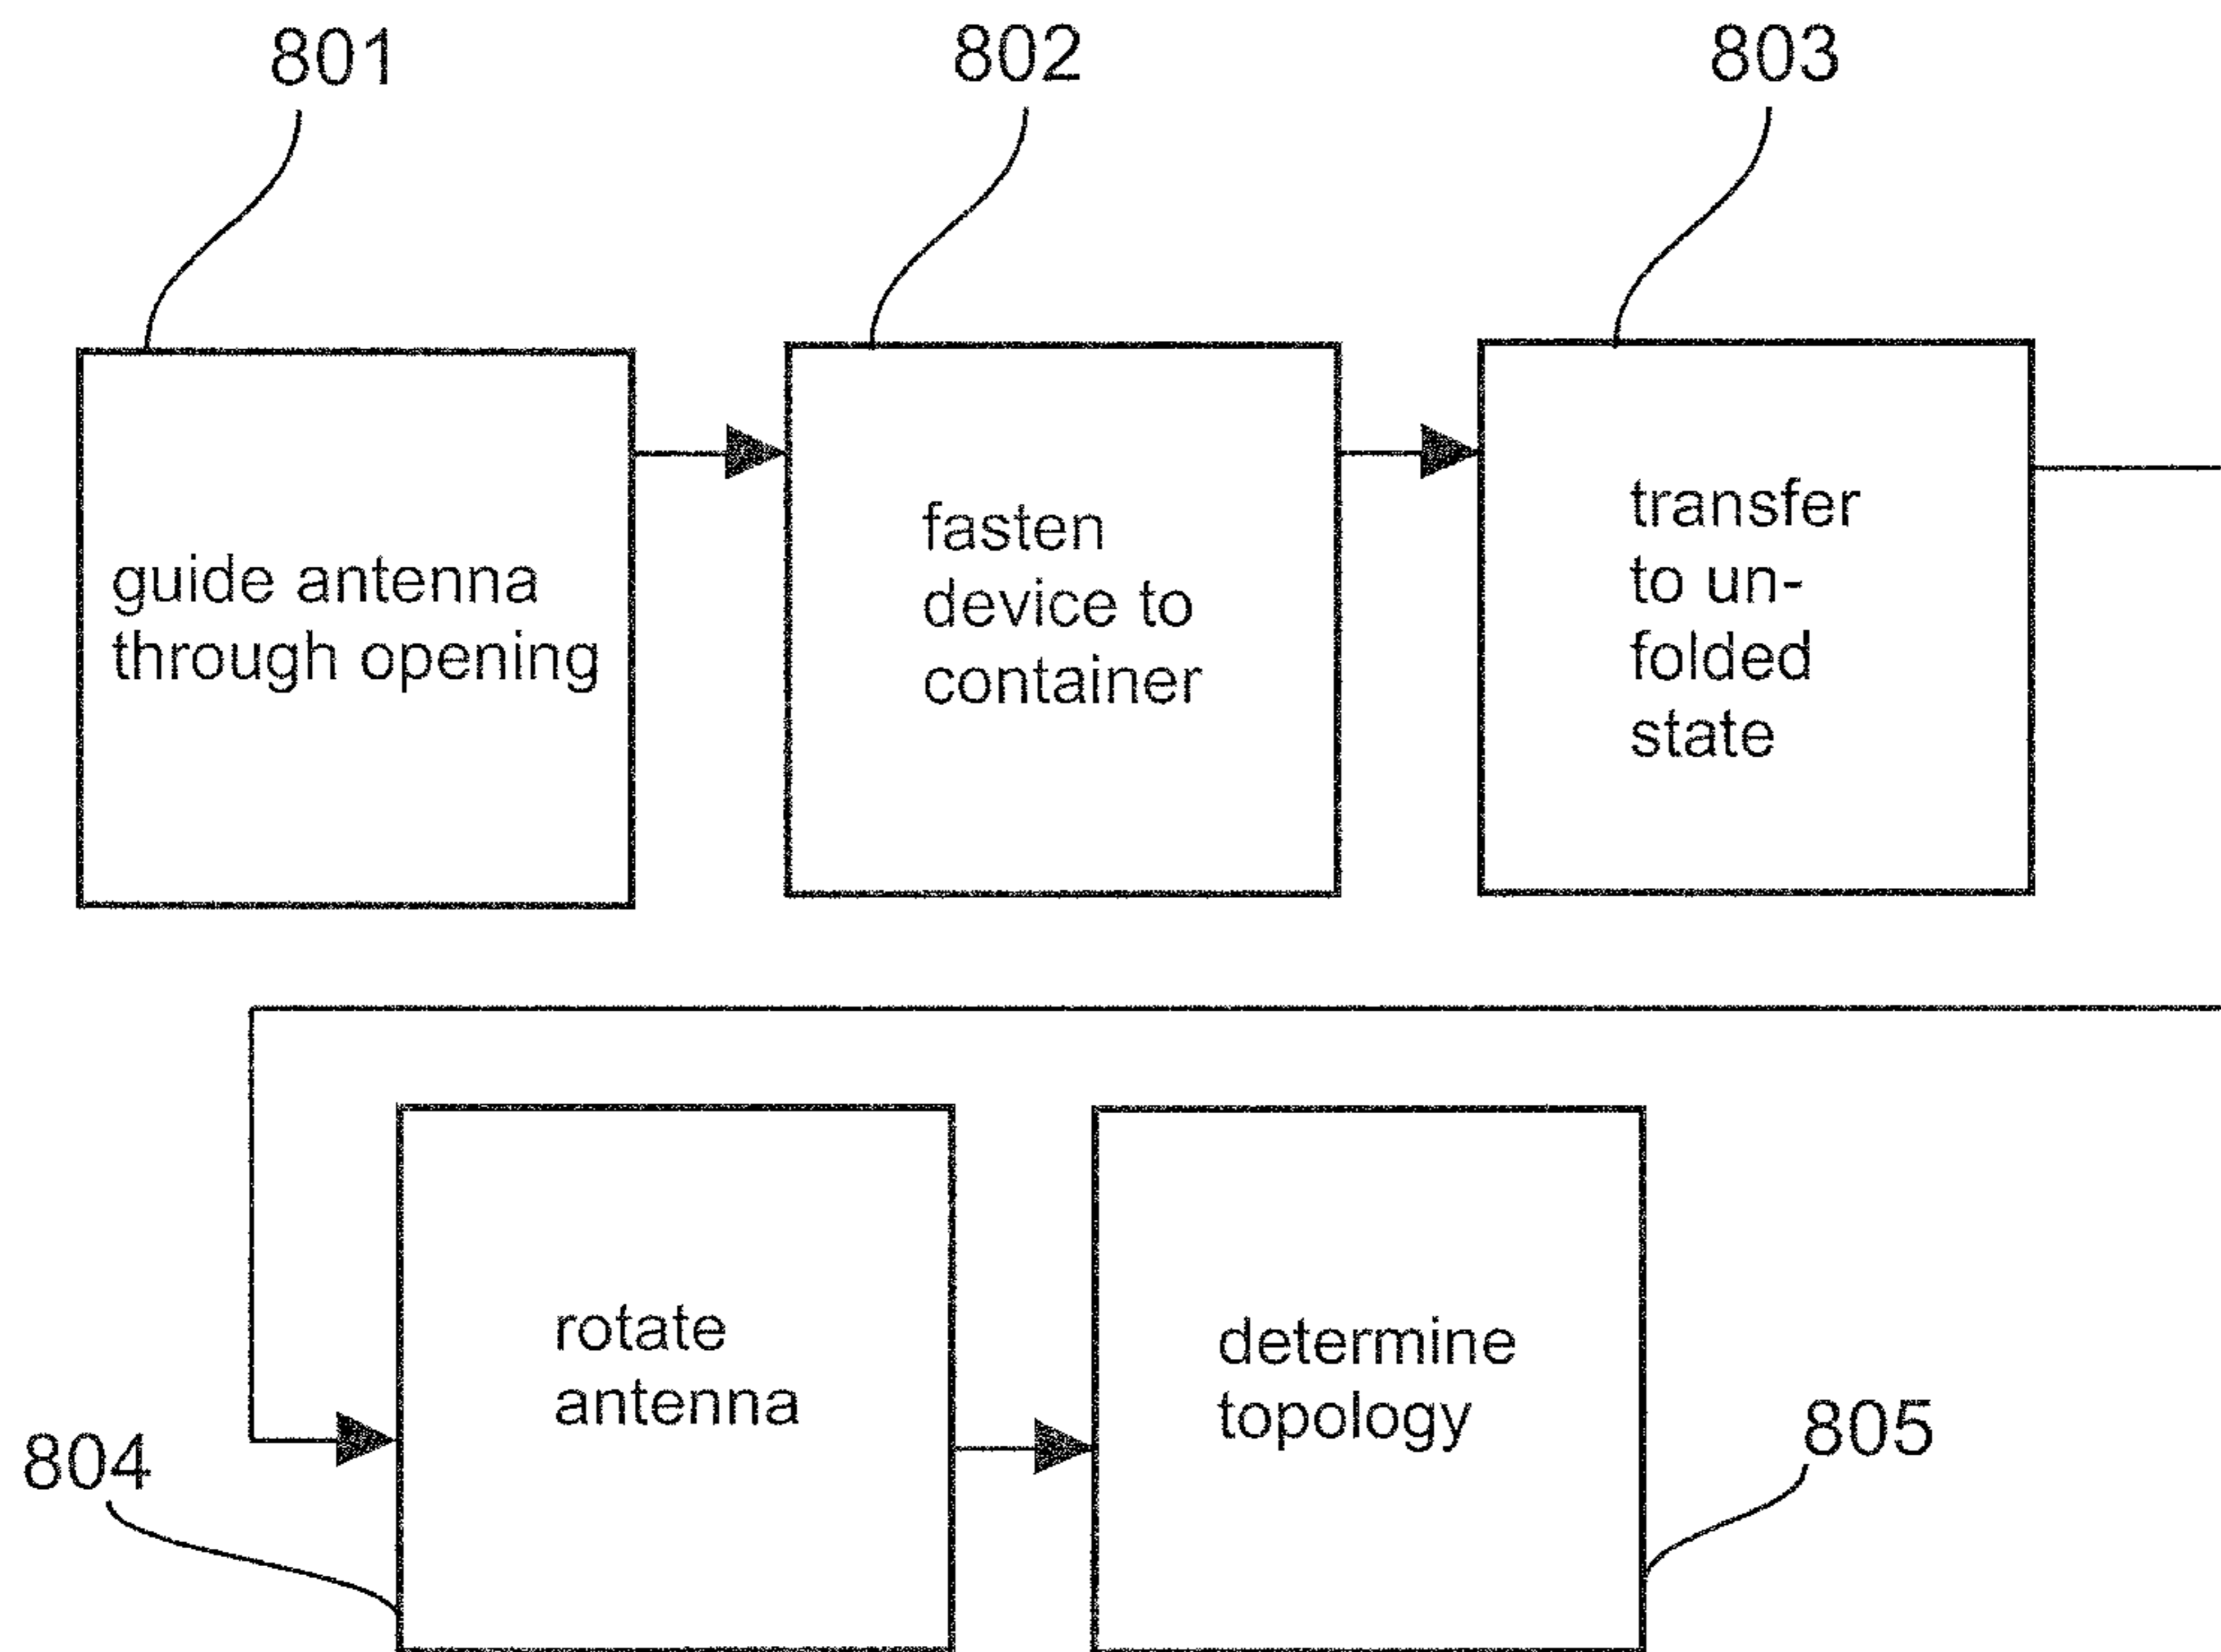 801
802
803
guide antenna
through opening
fasten
device to
container
transfer
to un-
folded
state
804
rotate
antenna
determine
topology
805